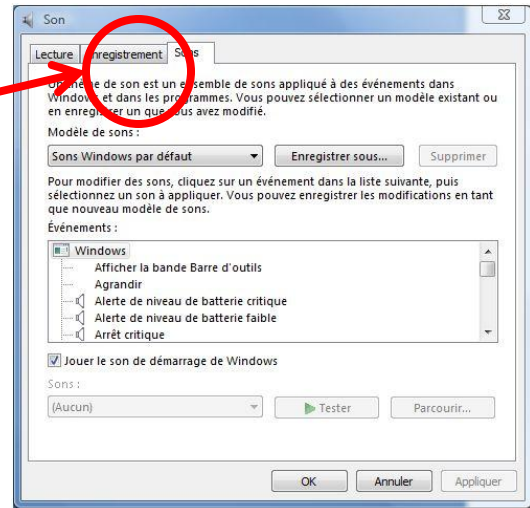 Son
Lecture Enregistrement Sons
Un thème de son est un ensemble de sons appliqué à des événements dans
Windows et dans les programmes. Vous pouvez sélectionner un modèle existant ou
en enregistrer un que vous avez modifié.
Modèle de sons :
Sons Windows par défaut Enregistrer sous... Supprimer
Pour modifier des sons, cliquez sur un événement dans la liste suivante, puis
sélectionnez un son à appliquer. Vous pouvez enregistrer les modifications en tant
que nouveau modèle de sons.
Événements :
Windows
Afficher la bande Barre d'outils
Agrandir
Alerte de niveau de batterie critique
Alerte de niveau de batterie faible
Arrêt critique
Jouer le son de démarrage de Windows
Sons :
(Aucun) Tester Parcourir...
OK Annuler Appliquer